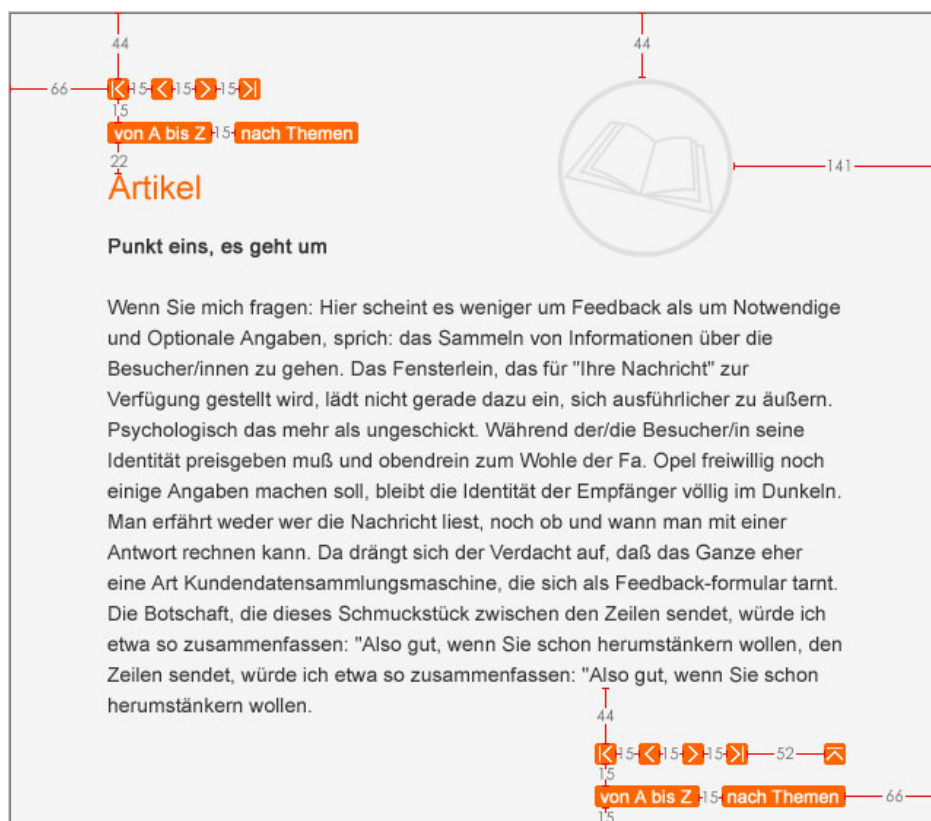 44 44
66 15 15 15
15
von A bis Z 15 nach Themen
22
141
Artikel
Punkt eins, es geht um
Wenn Sie mich fragen: Hier scheint es weniger um Feedback als um Notwendige
und Optionale Angaben, sprich: das Sammeln von Informationen über die
Besucher/innen zu gehen. Das Fensterlein, das für "Ihre Nachricht" zur
Verfügung gestellt wird, lädt nicht gerade dazu ein, sich ausführlicher zu äußern.
Psychologisch das mehr als ungeschickt. Während der/die Besucher/in seine
Identität preisgeben muß und obendrein zum Wohle der Fa. Opel freiwillig noch
einige Angaben machen soll, bleibt die Identität der Empfänger völlig im Dunkeln.
Man erfährt weder wer die Nachricht liest, noch ob und wann man mit einer
Antwort rechnen kann. Da drängt sich der Verdacht auf, daß das Ganze eher
eine Art Kundendatensammlungsmaschine, die sich als Feedback-formular tarnt.
Die Botschaft, die dieses Schmuckstück zwischen den Zeilen sendet, würde ich
etwa so zusammenfassen: "Also gut, wenn Sie schon herumstänkern wollen, den
Zeilen sendet, würde ich etwa so zusammenfassen: "Also gut, wenn Sie schon
herumstänkern wollen.
44
15 15 15 52
15
von A bis Z 15 nach Themen 66
15